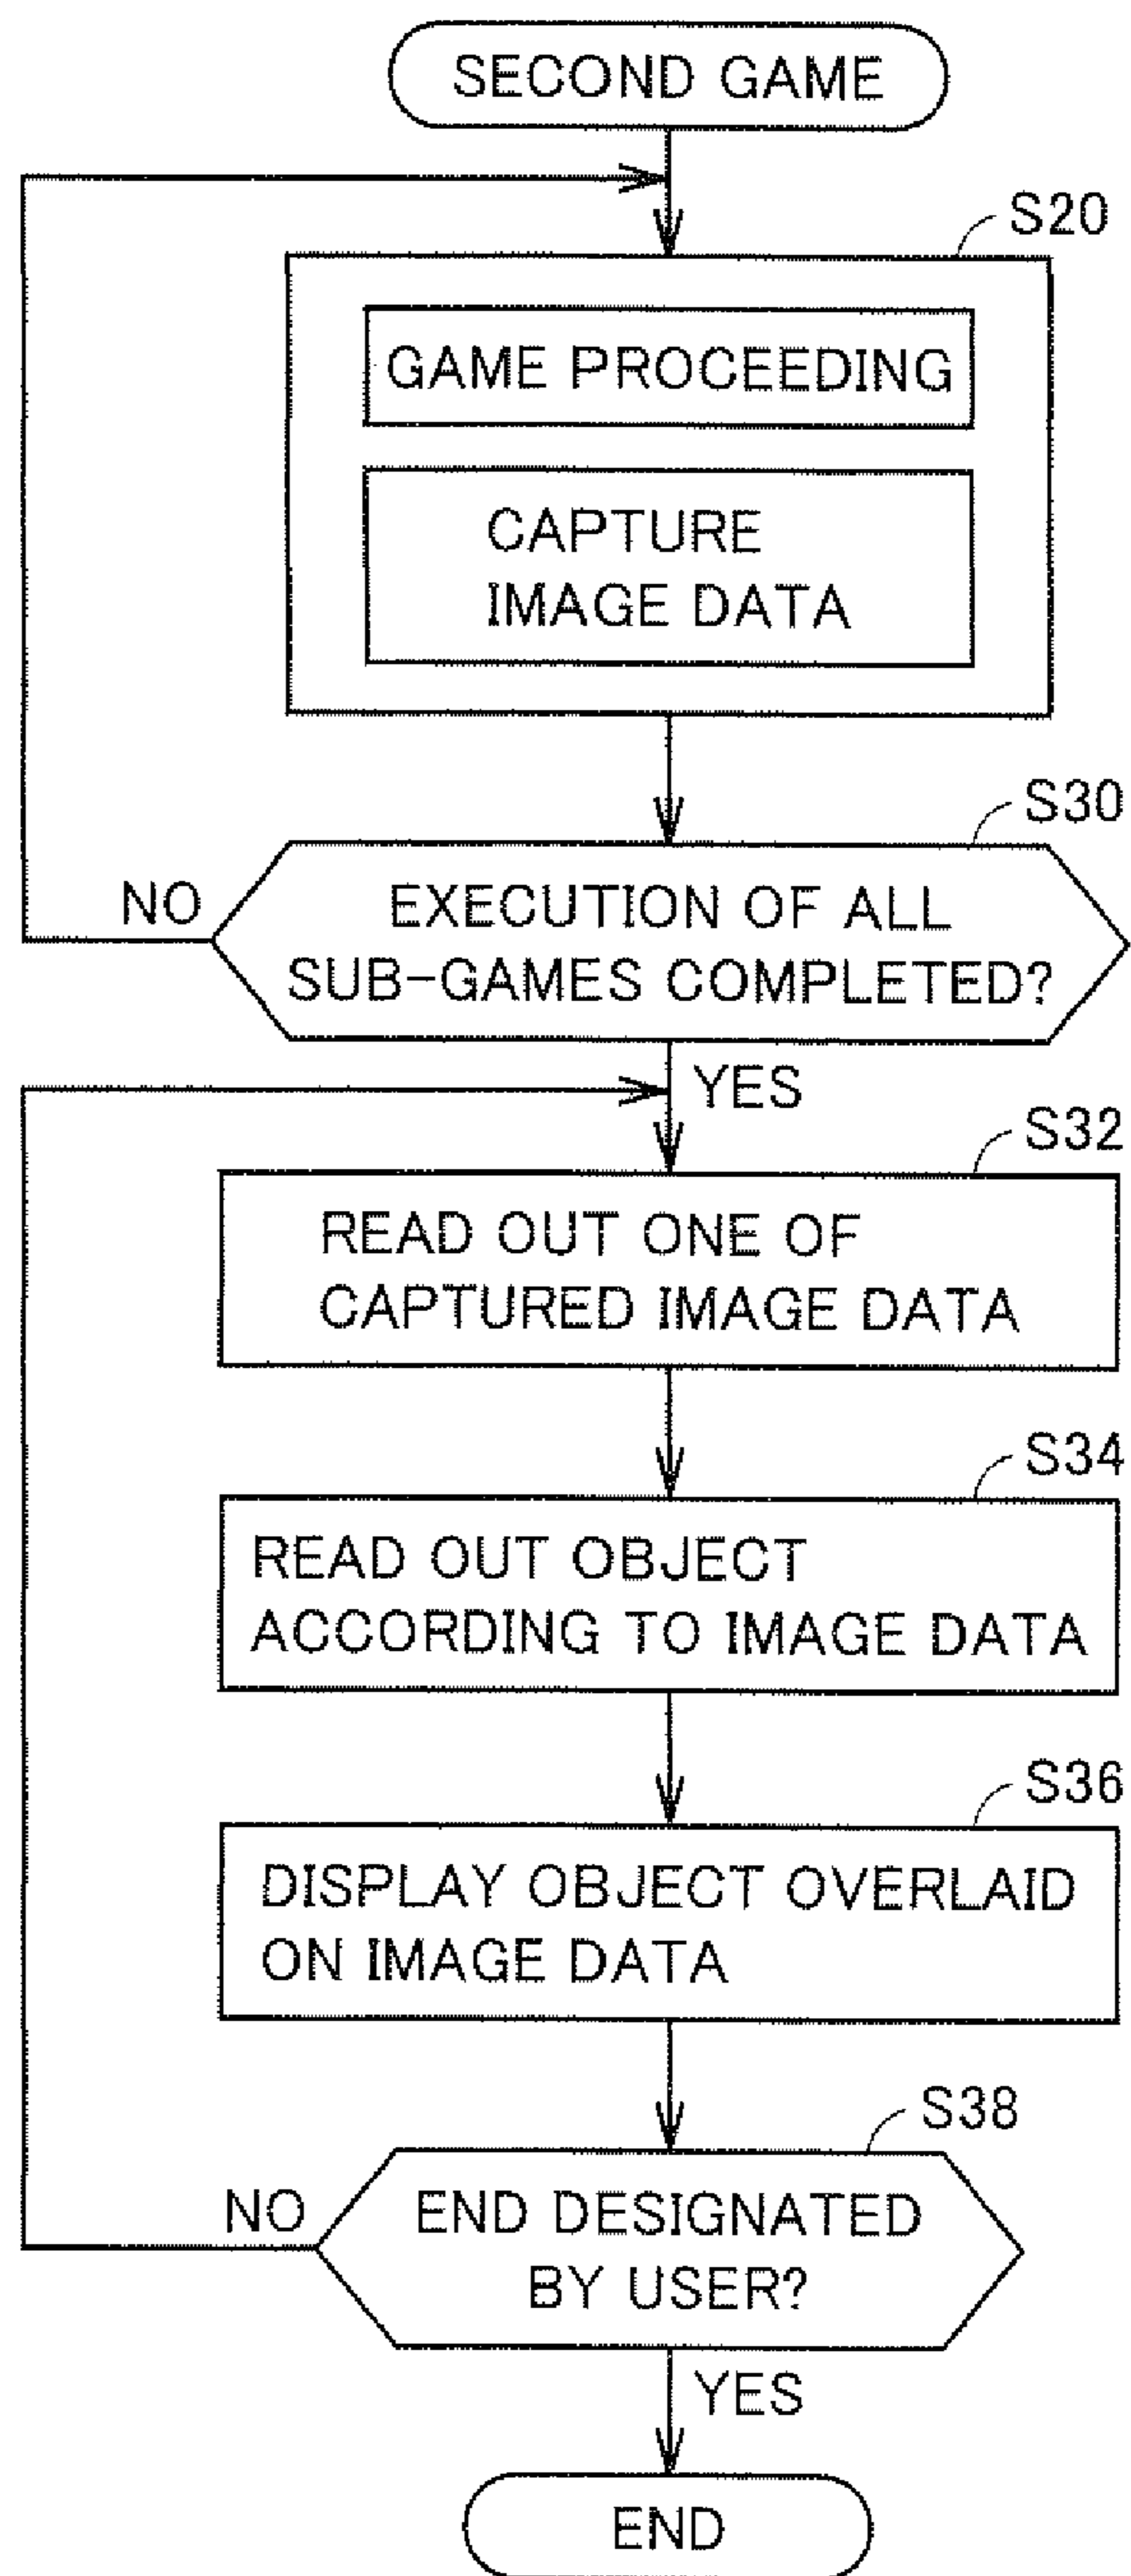 SECOND GAME
S20
GAME PROCEEDING
CAPTURE
IMAGE DATA
S30
NO
EXECUTION OF ALL
SUB-GAMES COMPLETED?
YES
S32
READ OUT ONE OF
CAPTURED IMAGE DATA
S34
READ OUT OBJECT
ACCORDING TO IMAGE DATA
S36
DISPLAY OBJECT OVERLAID
ON IMAGE DATA
S38
NO
END DESIGNATED
BY USER?
YES
END